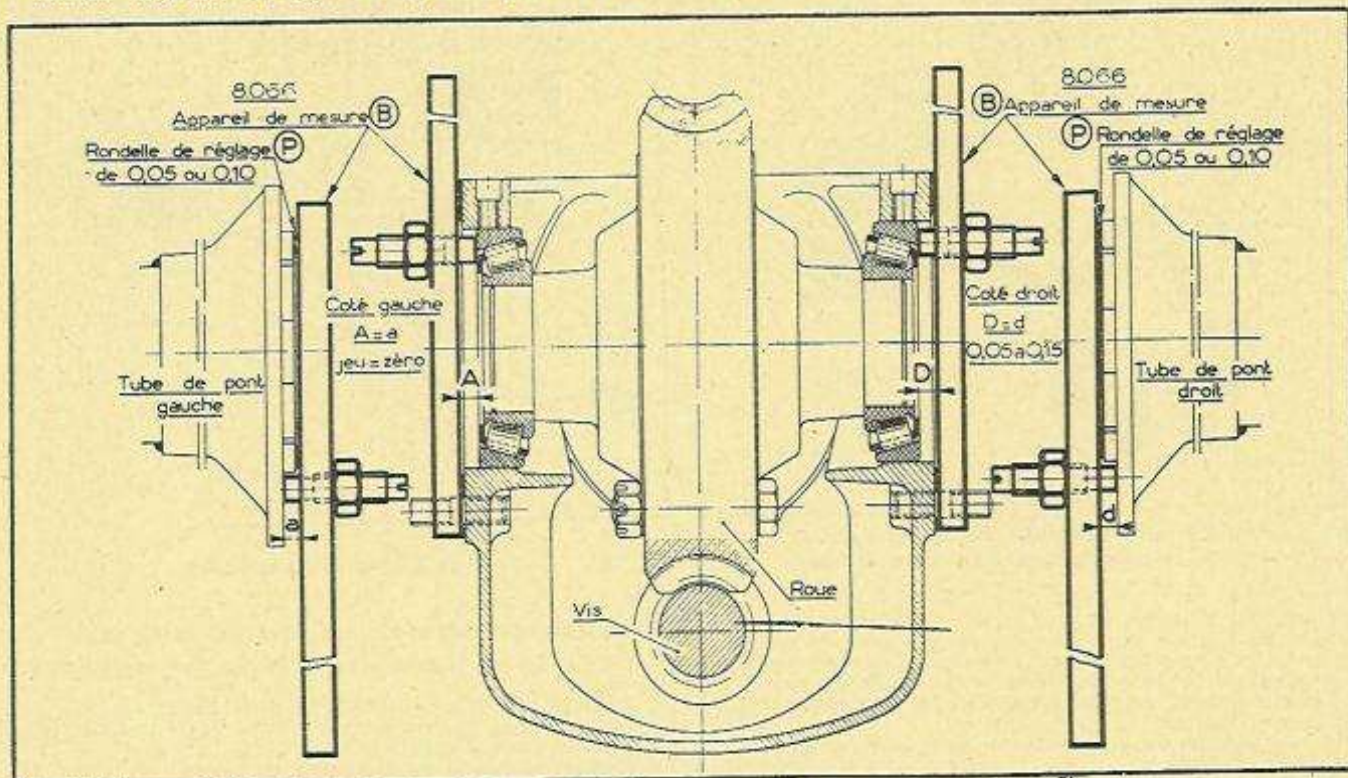 8.066
Appareil de mesure B
Rondelle de réglage P
de 0,05 ou 0,10
8.066
B Appareil de mesure
P Rondelle de réglage
de 0,05 ou 0,10
Coté gauche
A=a
jeu=zéro
Coté droit
D=d
0,05 a 0,15
A
D
Tube de pont
gauche
Tube de pont
droit
a
d
Roue
Vis